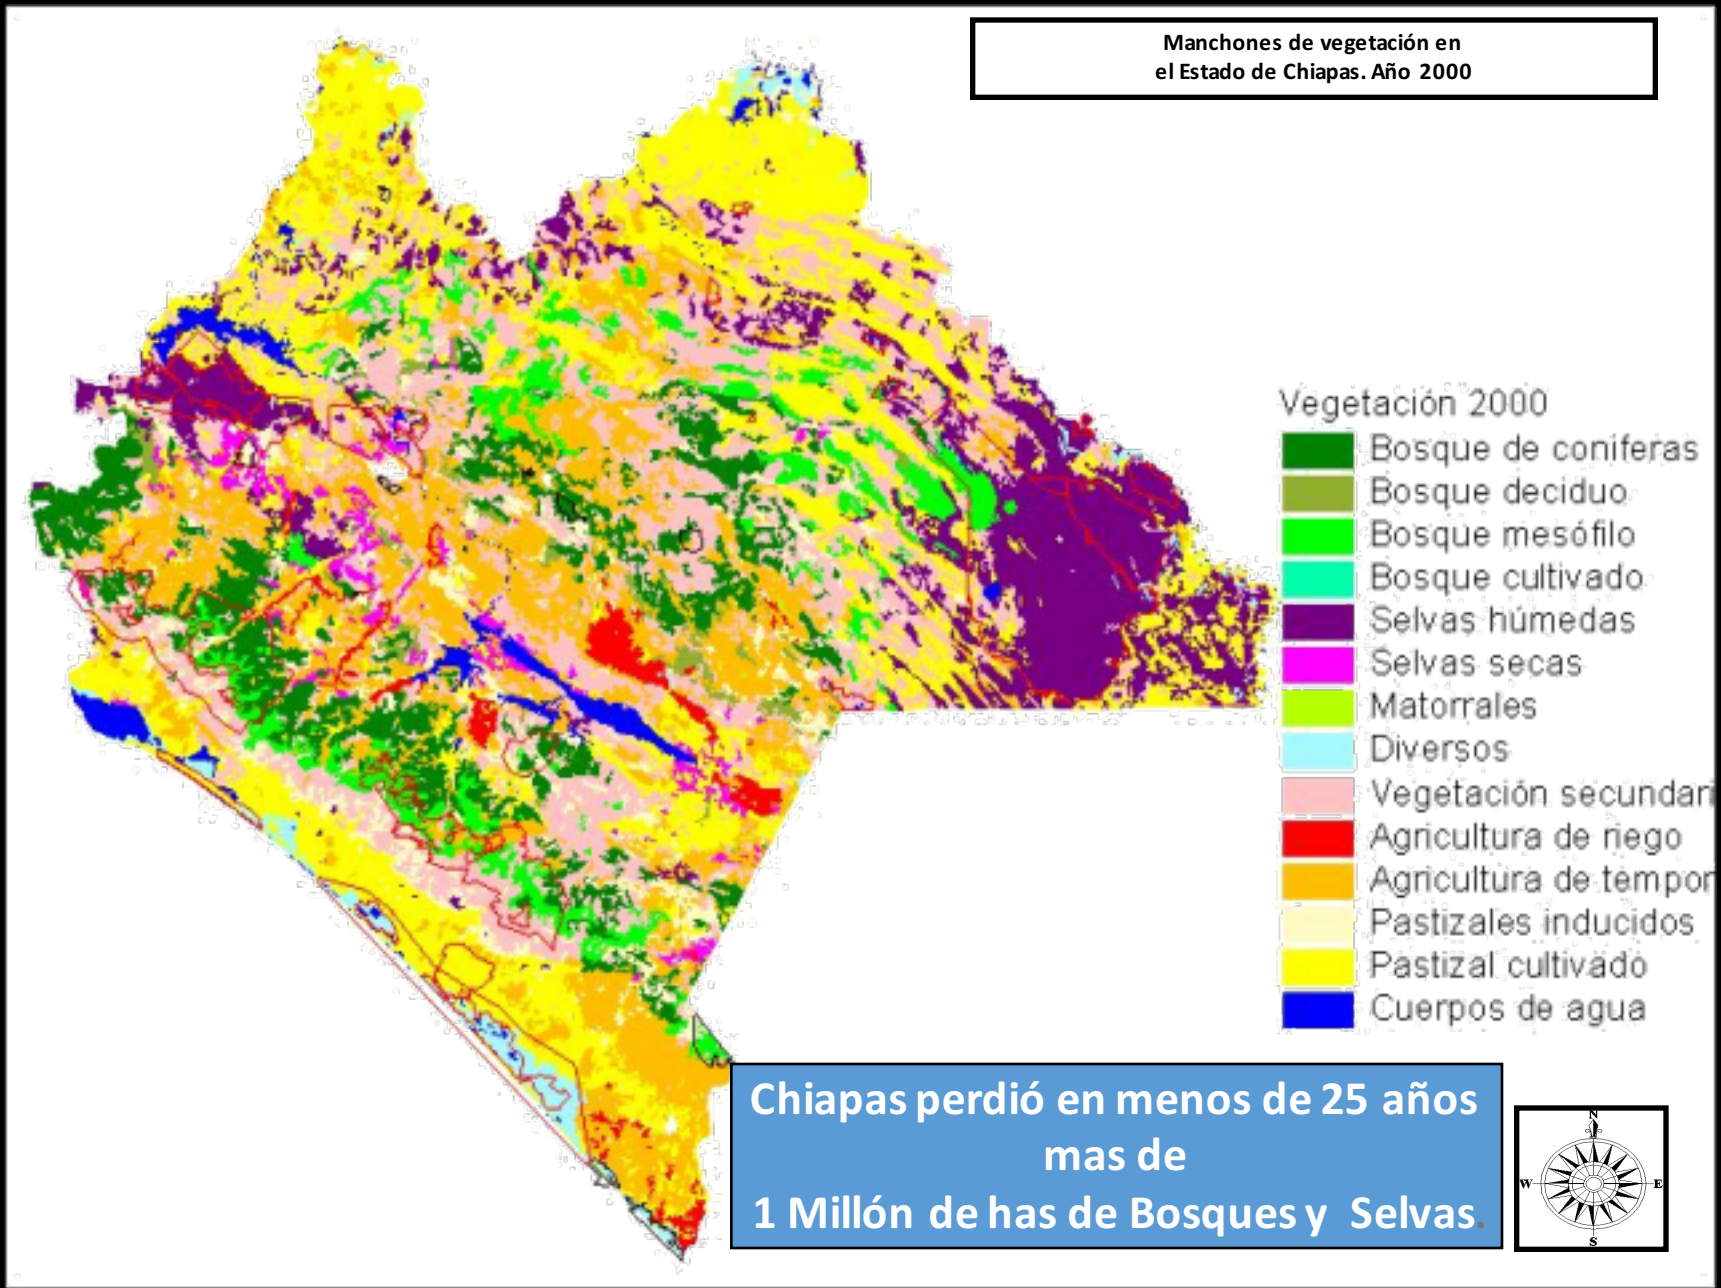 Manchones de vegetación en
el Estado de Chiapas. Año 2000
Vegetación 2000
Bosque de coníferas
Bosque deciduo
Bosque mesófilo
Bosque cultivado
Selvas húmedas
Selvas secas
Matorrales
Diversos
Vegetación secundari
Agricultura de riego
Agricultura de tempor
Pastizales inducidos
Pastizal cultivado
Cuerpos de agua
Chiapas perdió en menos de 25 años
mas de
1 Millón de has de Bosques y Selvas.
N
W E
S